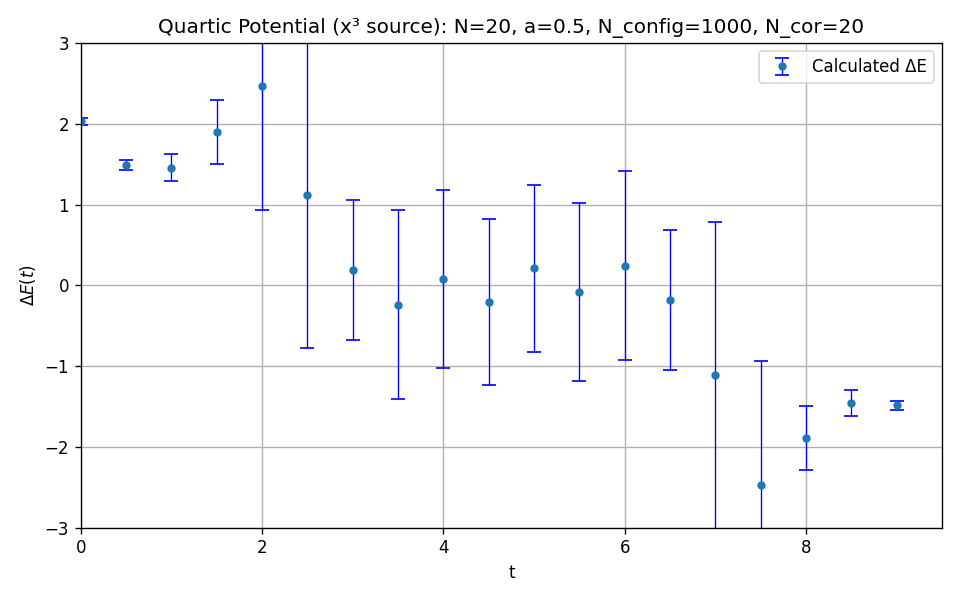 Quartic Potential (x³ source): N=20, a=0.5, N_config=1000, N_cor=20
Calculated ΔE
ΔE(t)
3
2
1
0
−1
−2
−3
0 2 4 6 8
t